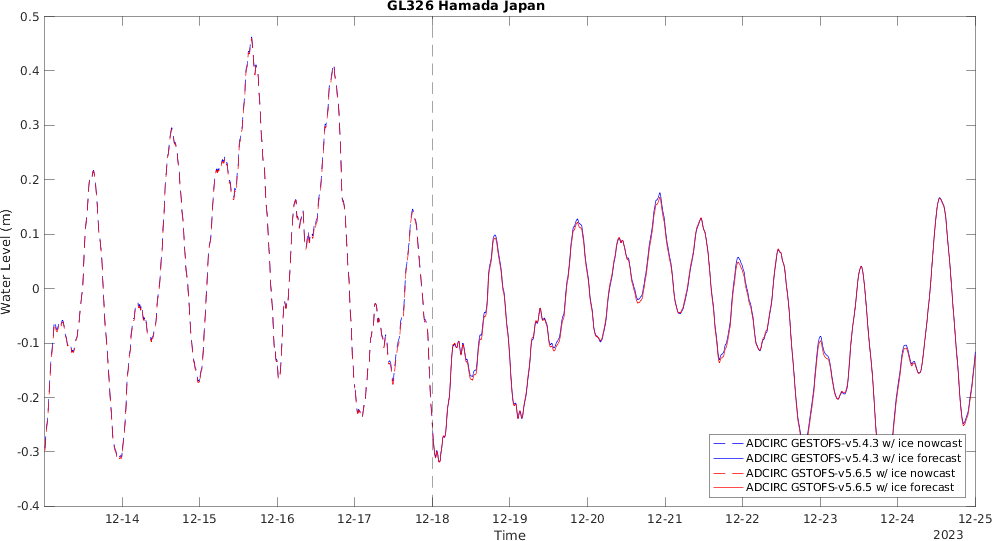 GL326 Hamada Japan
0.5
0.4
0.3
0.2
0.1
0
-0.1
-0.2
-0.3
-0.4
Water Level (m)
12-14 12-15 12-16 12-17 12-18 12-19 12-20 12-21 12-22 12-23 12-24 12-25
Time
2023
ADCIRC GESTOFS-v5.4.3 w/ ice nowcast
ADCIRC GESTOFS-v5.4.3 w/ ice forecast
ADCIRC GSTOFS-v5.6.5 w/ ice nowcast
ADCIRC GSTOFS-v5.6.5 w/ ice forecast